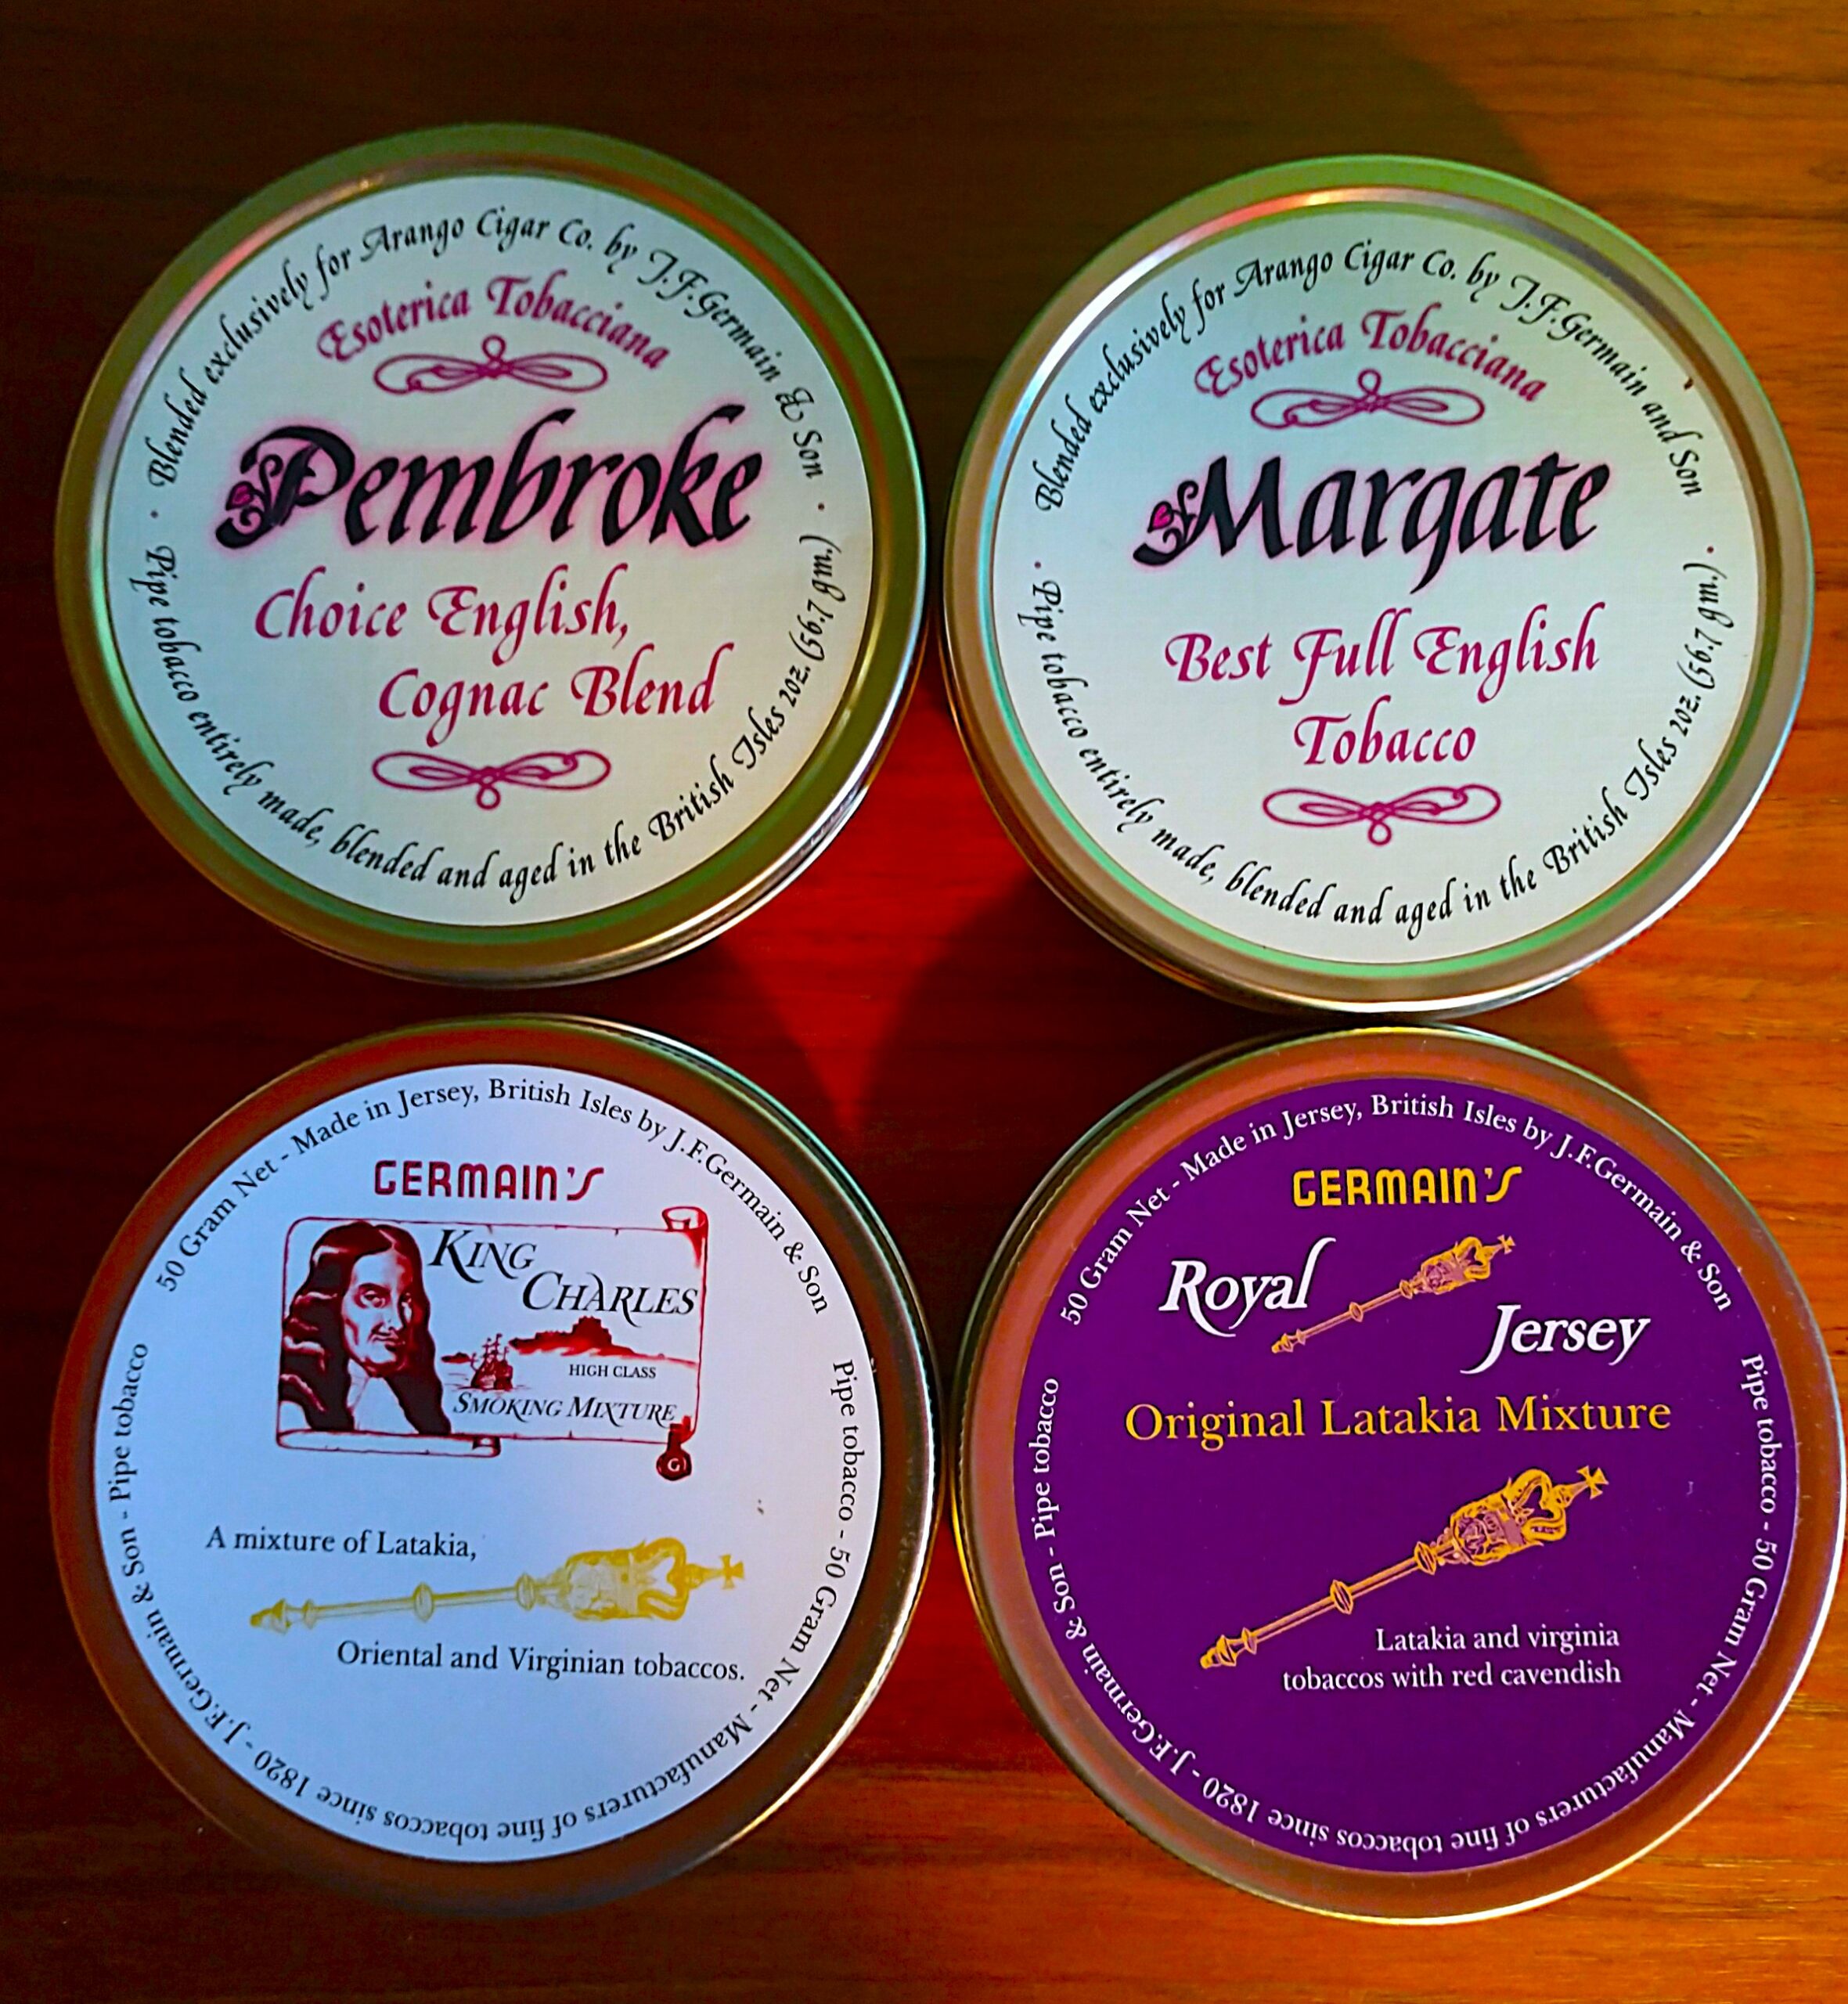 Blended exclusively for Arango Cigar Co. by J.F.Germain & Son
Esoterica Tobacciana
Pembroke
Choice English,
Cognac Blend
Pipe tobacco entirely made, blended and aged in the British Isles 2oz. (56.7 gm.)
Blended exclusively for Arango Cigar Co. by J.F.Germain and Son
Esoterica Tobacciana
Margate
Best Full English
Tobacco
Pipe tobacco entirely made, blended and aged in the British Isles 2oz. (56.7 gm.)
50 Gram Net - Made in Jersey, British Isles by J.F.Germain & Son
GERMAIN'S
KING
CHARLES
HIGH CLASS
SMOKING MIXTURE
G
A mixture of Latakia,
Oriental and Virginian tobaccos.
Pipe tobacco - 50 Gram Net - Manufacturers of fine tobaccos since 1820 - J.F.Germain & Son - Pipe tobacco
50 Gram Net - Made in Jersey, British Isles by J.F.Germain & Son
GERMAIN'S
Royal
Jersey
Original Latakia Mixture
Latakia and virginia
tobaccos with red cavendish
Pipe tobacco - 50 Gram Net - Manufacturers of fine tobaccos since 1820 - J.F.Germain & Son - Pipe tobacco